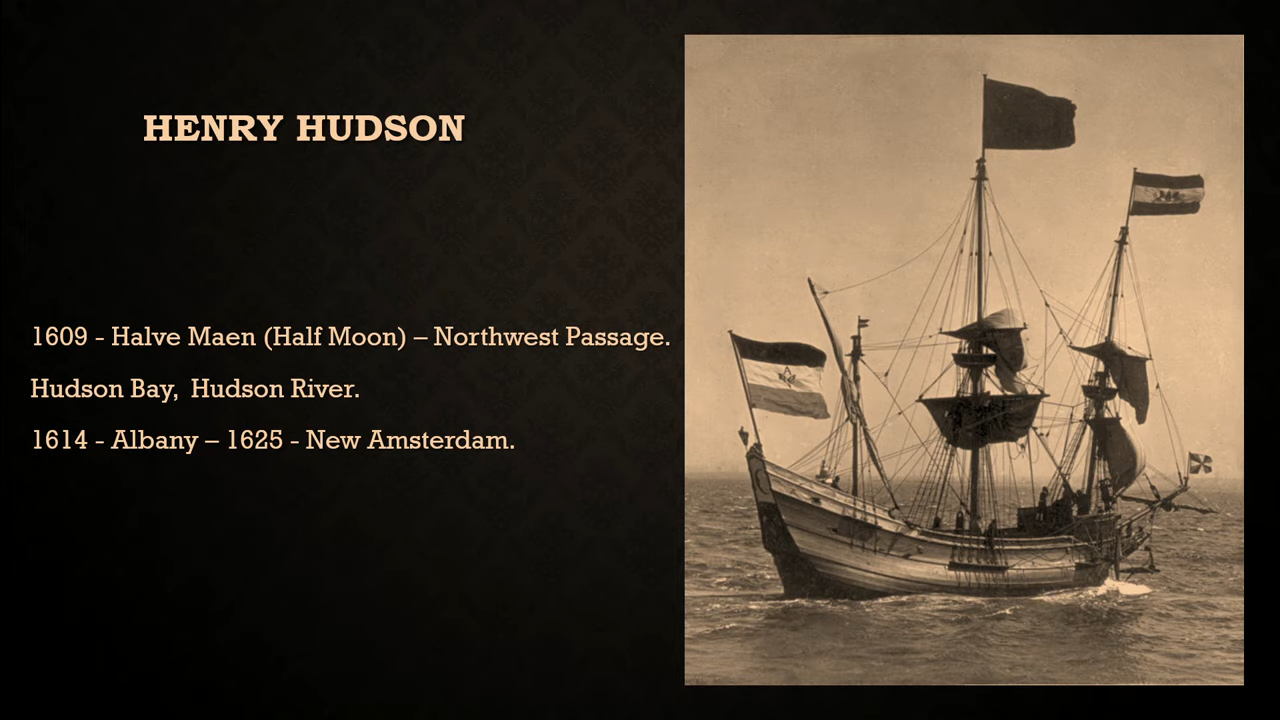 HENRY HUDSON
1609 - Halve Maen (Half Moon) – Northwest Passage.
Hudson Bay,  Hudson River.
1614 - Albany – 1625 - New Amsterdam.